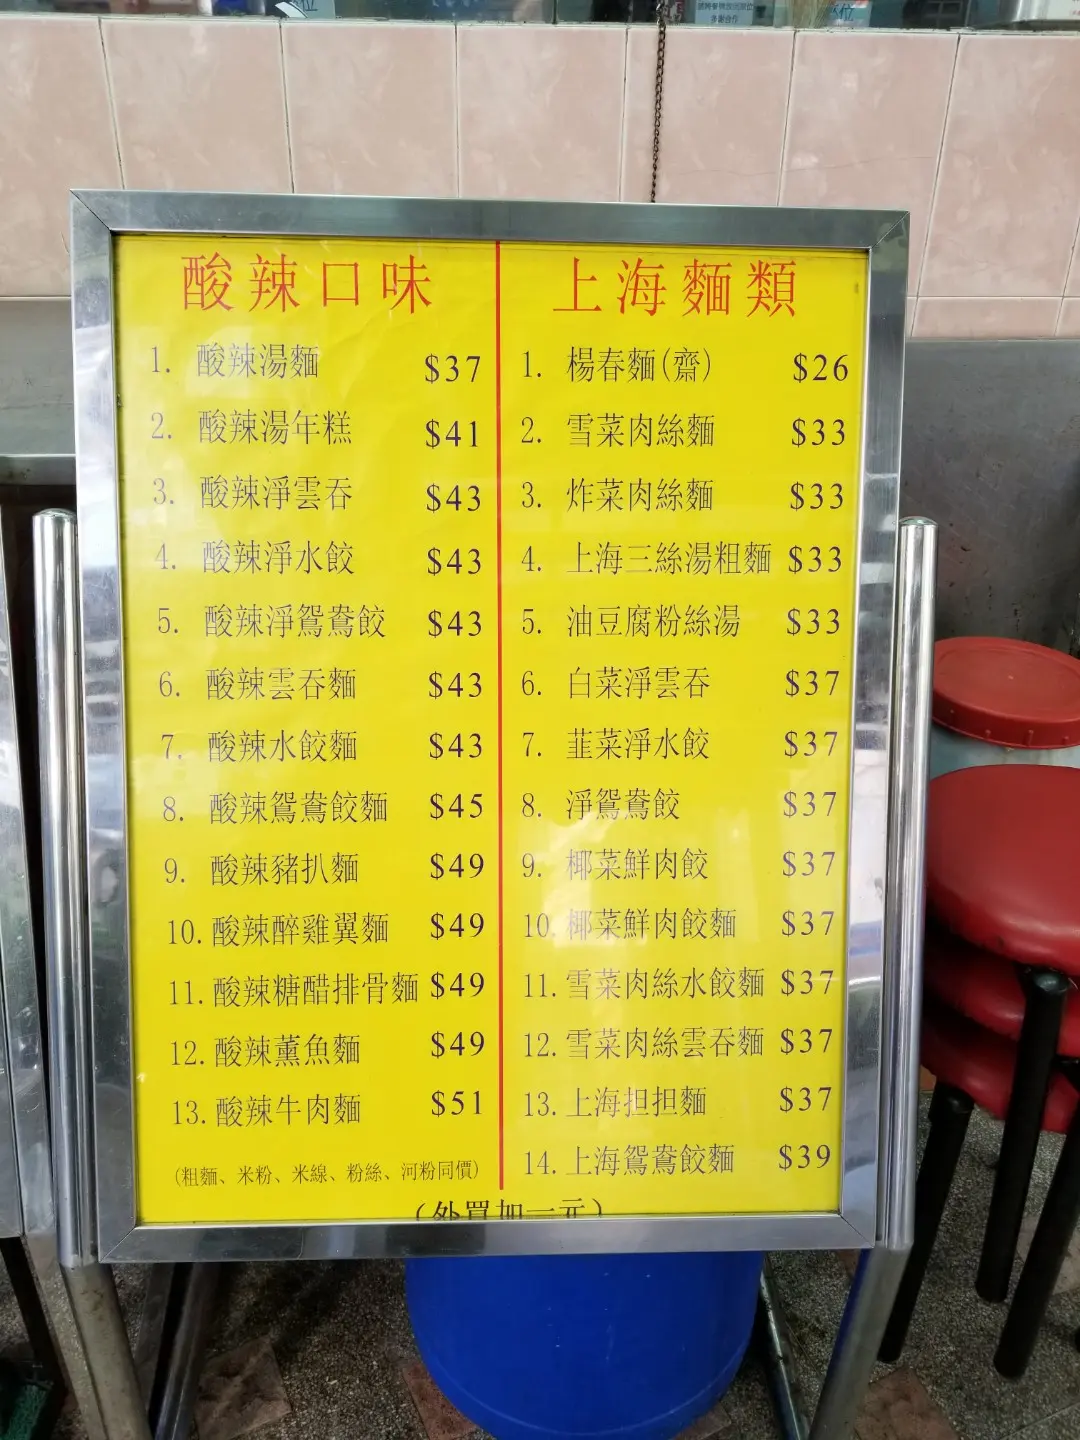 酸辣口味
1. 酸辣湯麵 $37
2. 酸辣湯年糕 $41
3. 酸辣淨雲吞 $43
4. 酸辣淨水餃 $43
5. 酸辣淨鴛鴦餃 $43
6. 酸辣雲吞麵 $43
7. 酸辣水餃麵 $43
8. 酸辣鴛鴦餃麵 $45
9. 酸辣豬扒麵 $49
10. 酸辣醉雞翼麵 $49
11. 酸辣糖醋排骨麵 $49
12. 酸辣薰魚麵 $49
13. 酸辣牛肉麵 $51
(粗麵、米粉、米線、粉絲、河粉同價)
上海麵類
1. 楊春麵(齋) $26
2. 雪菜肉絲麵 $33
3. 炸菜肉絲麵 $33
4. 上海三絲湯粗麵 $33
5. 油豆腐粉絲湯 $33
6. 白菜淨雲吞 $37
7. 韮菜淨水餃 $37
8. 淨鴛鴦餃 $37
9. 椰菜鮮肉餃 $37
10. 椰菜鮮肉餃麵 $37
11. 雪菜肉絲水餃麵 $37
12. 雪菜肉絲雲吞麵 $37
13. 上海担担麵 $37
14. 上海鴛鴦餃麵 $39
(外買加一元)